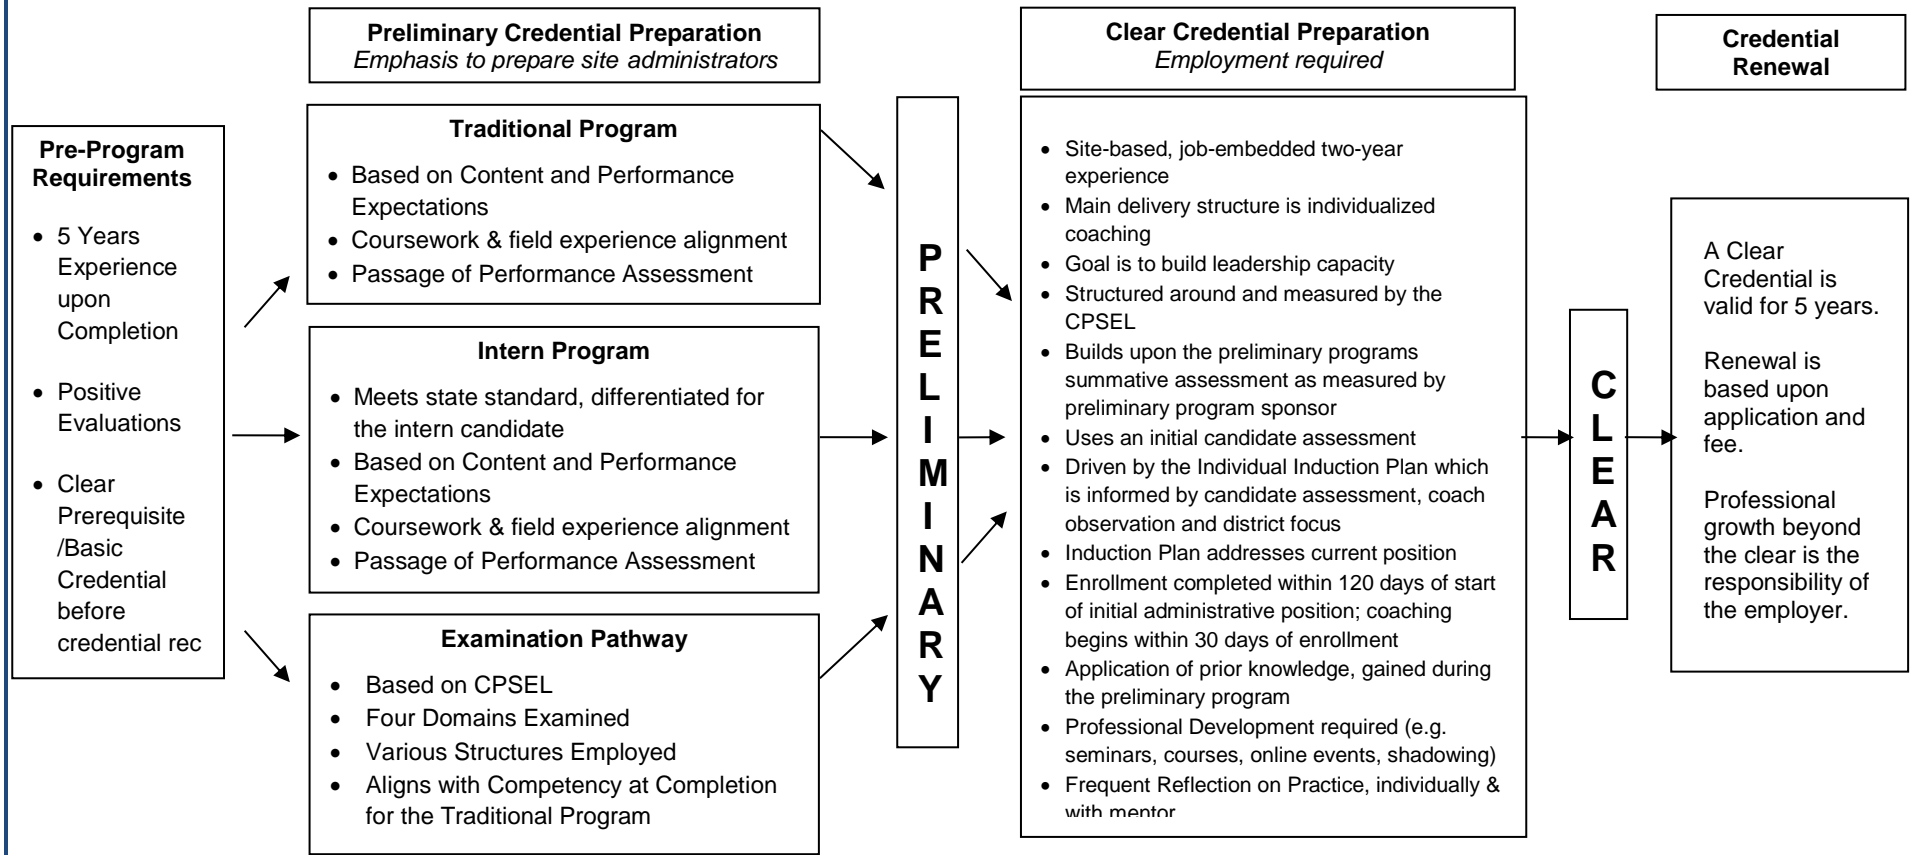 Pre-Program
Requirements
• 5 Years
Experience
upon
Completion
• Positive
Evaluations
• Clear
Prerequisite
/Basic
Credential
before
credential rec
Preliminary Credential Preparation
Emphasis to prepare site administrators
Traditional Program
• Based on Content and Performance
Expectations
• Coursework & field experience alignment
• Passage of Performance Assessment
Intern Program
• Meets state standard, differentiated for
the intern candidate
• Based on Content and Performance
Expectations
• Coursework & field experience alignment
• Passage of Performance Assessment
Examination Pathway
• Based on CPSEL
• Four Domains Examined
• Various Structures Employed
• Aligns with Competency at Completion
for the Traditional Program
PRELIMINARY
Clear Credential Preparation
Employment required
• Site-based, job-embedded two-year
experience
• Main delivery structure is individualized
coaching
• Goal is to build leadership capacity
• Structured around and measured by the
CPSEL
• Builds upon the preliminary programs
summative assessment as measured by
preliminary program sponsor
• Uses an initial candidate assessment
• Driven by the Individual Induction Plan which
is informed by candidate assessment, coach
observation and district focus
• Induction Plan addresses current position
• Enrollment completed within 120 days of start
of initial administrative position; coaching
begins within 30 days of enrollment
• Application of prior knowledge, gained during
the preliminary program
• Professional Development required (e.g.
seminars, courses, online events, shadowing)
• Frequent Reflection on Practice, individually &
with mentor
CLEAR
Credential
Renewal
A Clear
Credential is
valid for 5 years.
Renewal is
based upon
application and
fee.
Professional
growth beyond
the clear is the
responsibility of
the employer.